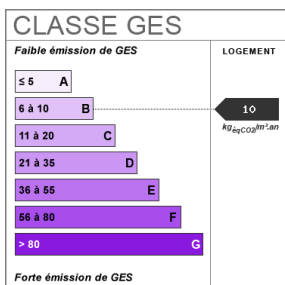 CLASSE GES
Faible émission de GES
LOGEMENT
≤ 5 A
6 à 10 B
10
kgéqCO2/m².an
11 à 20 C
21 à 35 D
36 à 55 E
56 à 80 F
> 80 G
Forte émission de GES